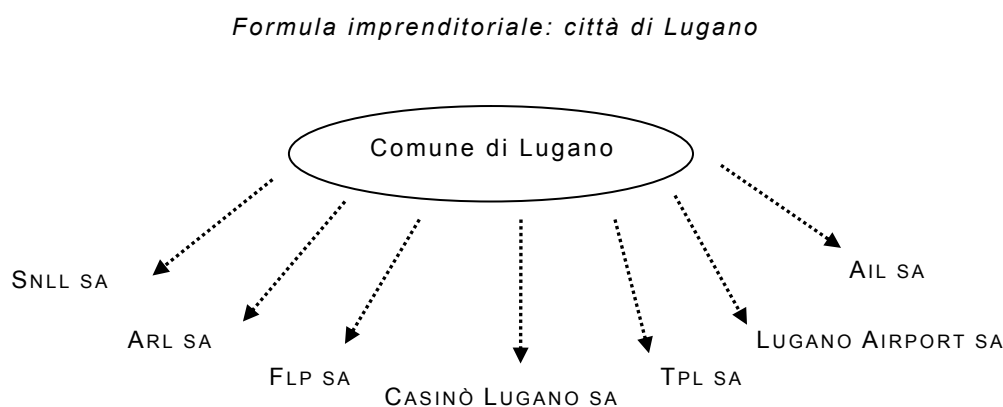 Formula imprenditoriale: città di Lugano
Comune di Lugano
SNLL SA
AIL SA
ARL SA
LUGANO AIRPORT SA
FLP SA
TPL SA
CASINÒ LUGANO SA